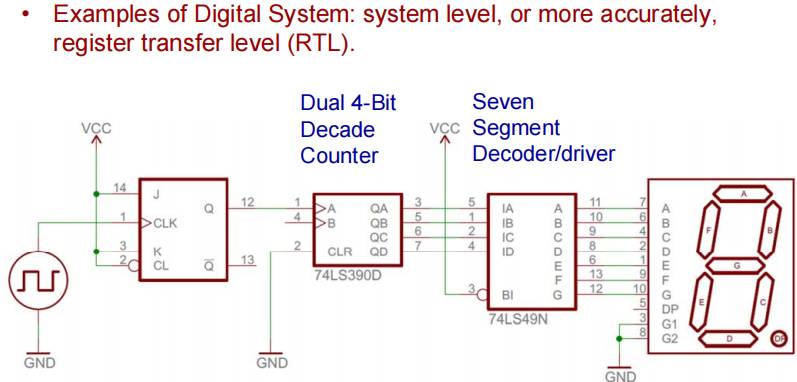 • Examples of Digital System: system level, or more accurately,
register transfer level (RTL).
Dual 4-Bit
Decade
Counter
Seven
Segment
Decoder/driver
VCC
14
J
1
CLK
3
K
2
CL
Q
12
Q
13
GND
1
A
4
B
2
CLR
QA
3
QB
5
QC
6
QD
7
74LS390D
GND
VCC
5
IA
1
IB
2
IC
4
ID
3
BI
A
11
B
10
C
9
D
8
E
6
F
13
G
12
74LS49N
7
A
6
B
4
C
2
D
1
E
9
F
10
G
5
DP
3
G1
8
G2
GND
A
F
B
G
E
C
D
DP